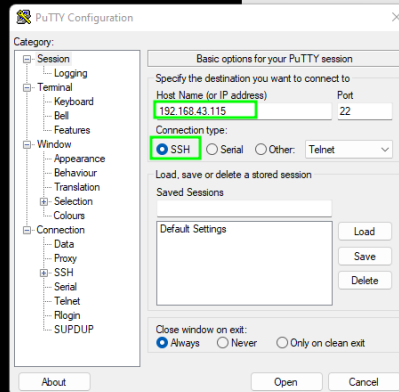 PuTTY Configuration
Category:
Session
Logging
Terminal
Keyboard
Bell
Features
Window
Appearance
Behaviour
Translation
Selection
Colours
Connection
Data
Proxy
SSH
Serial
Telnet
Rlogin
SUPDUP
Basic options for your PuTTY session
Specify the destination you want to connect to
Host Name (or IP address) Port
192.168.43.115 22
Connection type:
SSH Serial Other: Telnet
Load, save or delete a stored session
Saved Sessions
Default Settings
Load
Save
Delete
Close window on exit:
Always Never Only on clean exit
About Open Cancel